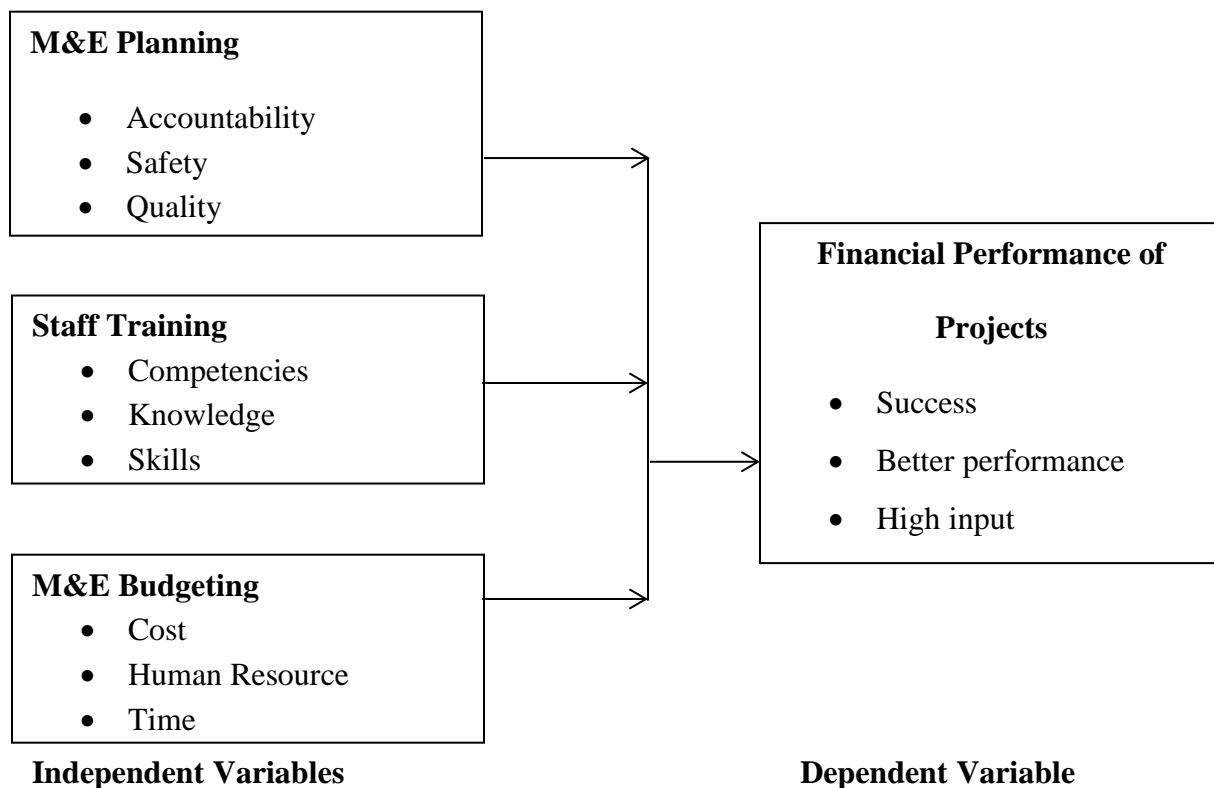 M&E Planning
• Accountability
• Safety
• Quality
Staff Training
• Competencies
• Knowledge
• Skills
M&E Budgeting
• Cost
• Human Resource
• Time
Independent Variables
Financial Performance of
Projects
• Success
• Better performance
• High input
Dependent Variable